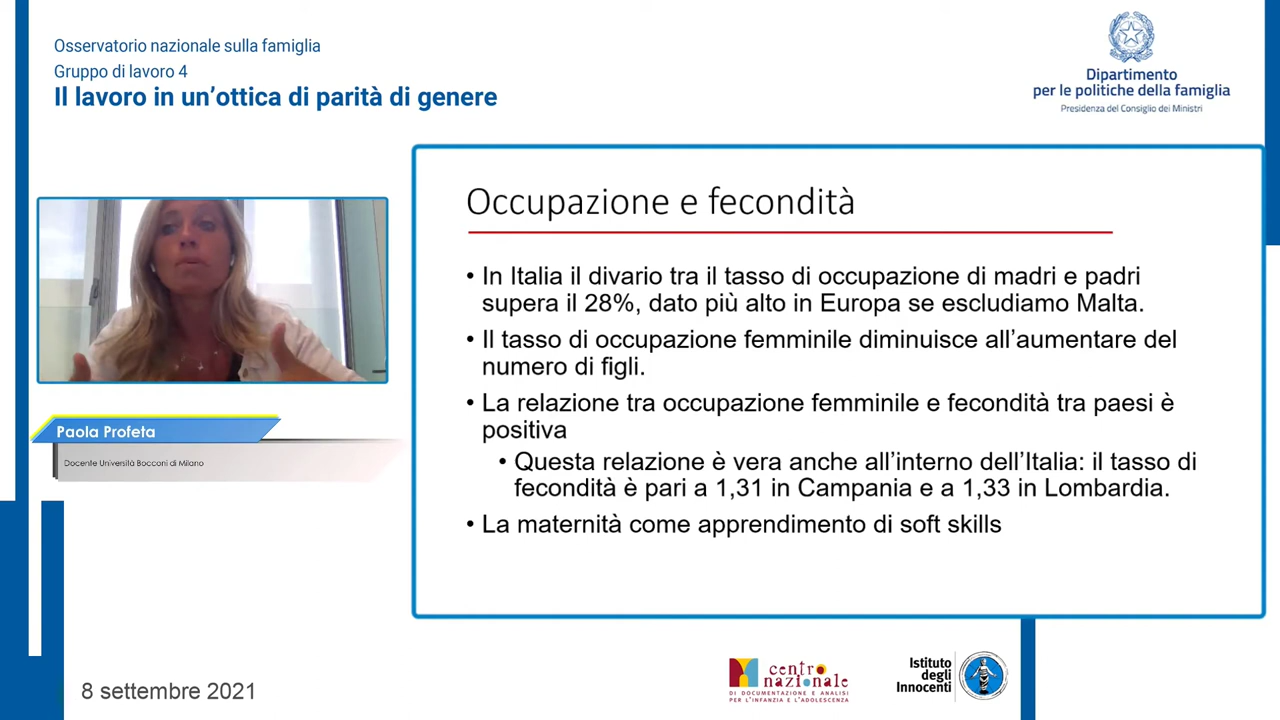 Osservatorio nazionale sulla famiglia
Gruppo di lavoro 4
Il lavoro in un’ottica di parità di genere
Dipartimento
per le politiche della famiglia
Presidenza del Consiglio dei Ministri
Occupazione e fecondità
• In Italia il divario tra il tasso di occupazione di madri e padri
supera il 28%, dato più alto in Europa se escludiamo Malta.
• Il tasso di occupazione femminile diminuisce all’aumentare del
numero di figli.
• La relazione tra occupazione femminile e fecondità tra paesi è
positiva
• Questa relazione è vera anche all’interno dell’Italia: il tasso di
fecondità è pari a 1,31 in Campania e a 1,33 in Lombardia.
• La maternità come apprendimento di soft skills
Paola Profeta
Docente Università Bocconi di Milano
8 settembre 2021
centro
nazionale
DI DOCUMENTAZIONE E ANALISI
PER L'INFANZIA E L'ADOLESCENZA
Istituto
degli
Innocenti